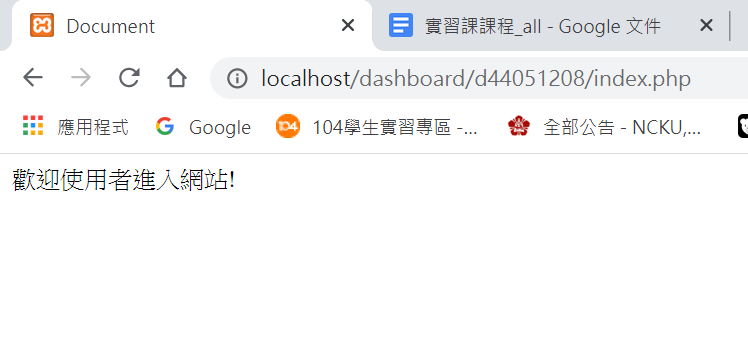 Document
實習課課程_all - Google 文件
localhost/dashboard/d44051208/index.php
應用程式
Google
104
104學生實習專區 -...
全部公告 - NCKU,...
歡迎使用者進入網站!